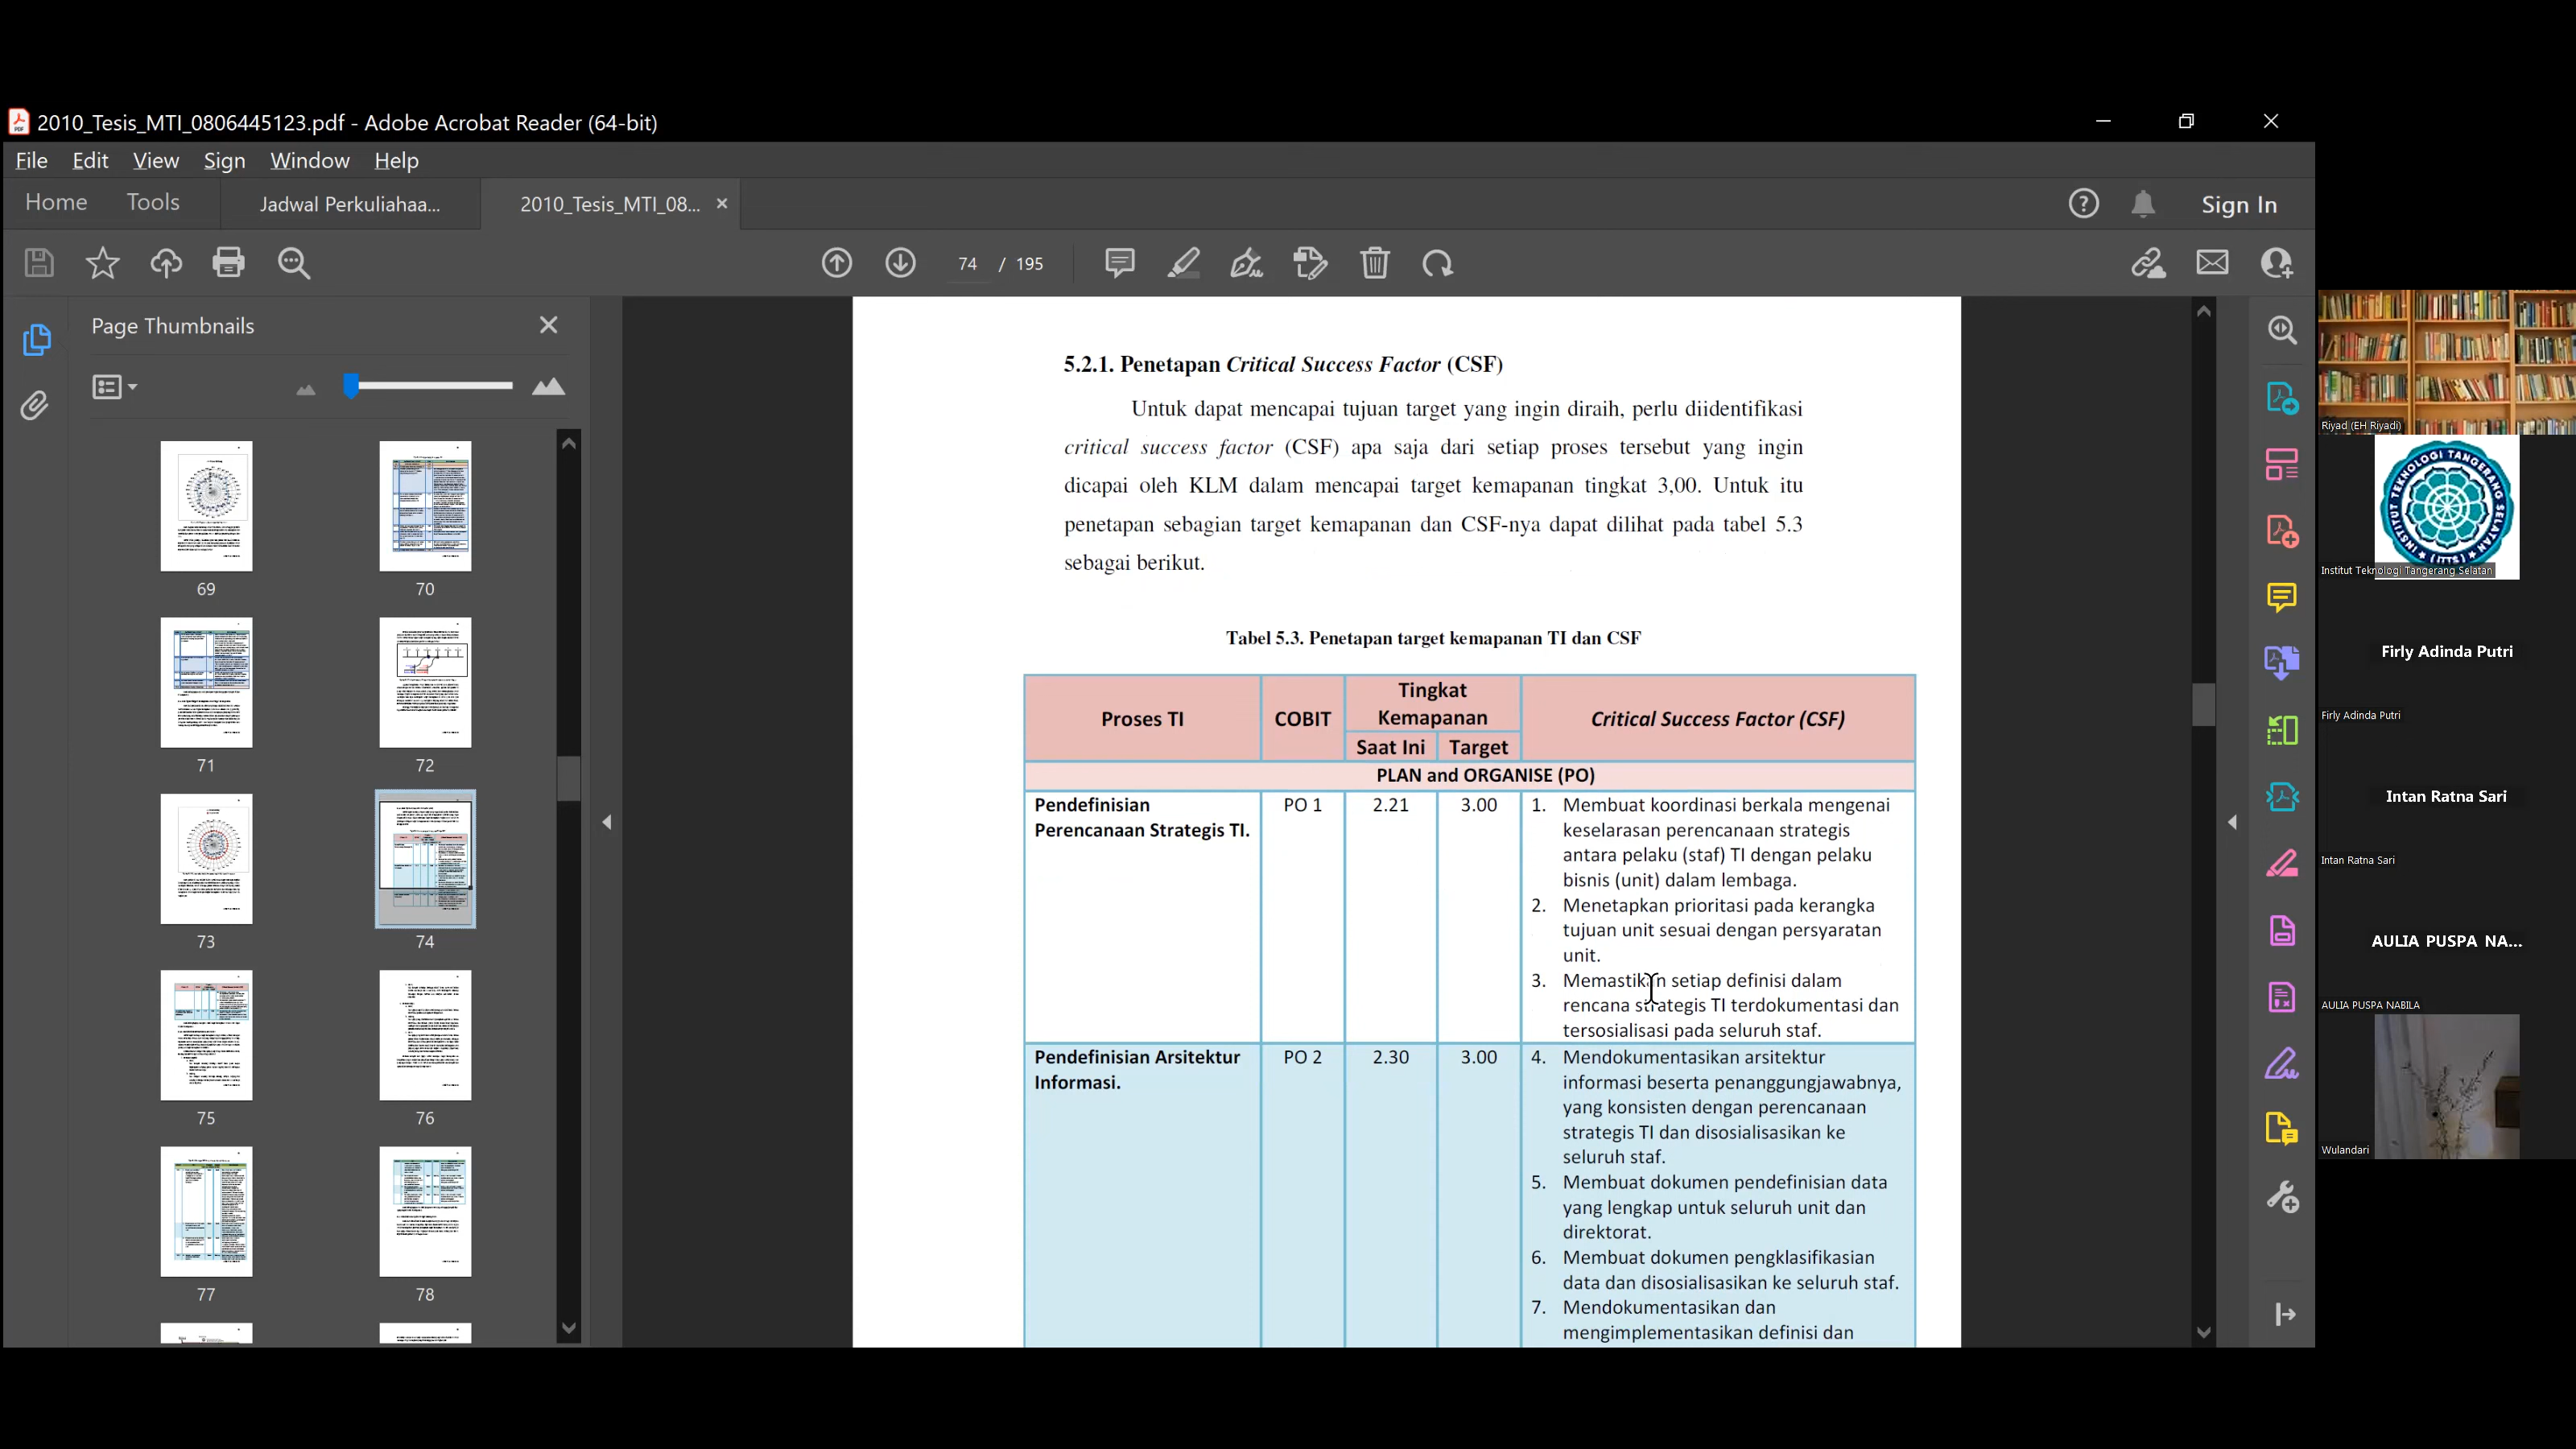 2010_Tesis_MTI_0806445123.pdf - Adobe Acrobat Reader (64-bit)
File Edit View Sign Window Help
Home Tools Jadwal Perkuliahaa... 2010_Tesis_MTI_08... Sign In
74 / 195
Page Thumbnails
69 70
71 72
73 74
75 76
77 78
5.2.1. Penetapan Critical Success Factor (CSF)
Untuk dapat mencapai tujuan target yang ingin diraih, perlu diidentifikasi
critical success factor (CSF) apa saja dari setiap proses tersebut yang ingin
dicapai oleh KLM dalam mencapai target kemapanan tingkat 3,00. Untuk itu
penetapan sebagian target kemapanan dan CSF-nya dapat dilihat pada tabel 5.3
sebagai berikut.
Tabel 5.3. Penetapan target kemapanan TI dan CSF
Proses TI COBIT Tingkat Kemapanan Critical Success Factor (CSF)
Saat Ini Target
PLAN and ORGANISE (PO)
Pendefinisian Perencanaan Strategis TI. PO 1 2.21 3.00
1. Membuat koordinasi berkala mengenai
keselarasan perencanaan strategis
antara pelaku (staf) TI dengan pelaku
bisnis (unit) dalam lembaga.
2. Menetapkan prioritasi pada kerangka
tujuan unit sesuai dengan persyaratan
unit.
3. Memastikan setiap definisi dalam
rencana strategis TI terdokumentasi dan
tersosialisasi pada seluruh staf.
Pendefinisian Arsitektur Informasi. PO 2 2.30 3.00
4. Mendokumentasikan arsitektur
informasi beserta penanggungjawabnya,
yang konsisten dengan perencanaan
strategis TI dan disosialisasikan ke
seluruh staf.
5. Membuat dokumen pendefinisian data
yang lengkap untuk seluruh unit dan
direktorat.
6. Membuat dokumen pengklasifikasian
data dan disosialisasikan ke seluruh staf.
7. Mendokumentasikan dan
mengimplementasikan definisi dan
Riyad (EH Riyadi)
INSTITUT TEKNOLOGI TANGERANG SELATAN
(ITTS)
Institut Teknologi Tangerang Selatan
Firly Adinda Putri
Firly Adinda Putri
Intan Ratna Sari
Intan Ratna Sari
AULIA PUSPA NA...
AULIA PUSPA NABILA
Wulandari